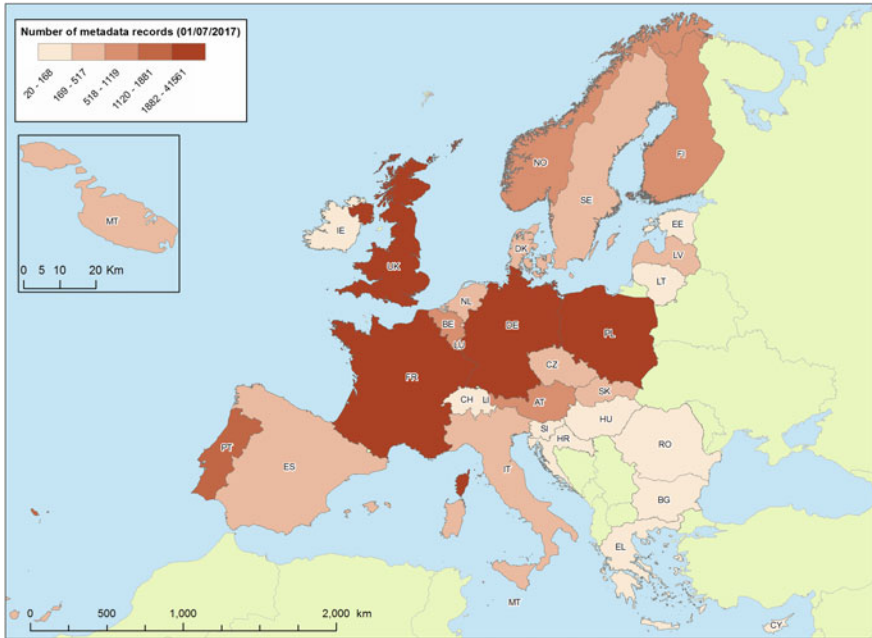 Number of metadata records (01/07/2017)
20 - 168
169 - 517
518 - 1119
1120 - 1881
1882 - 41561
MT
0 5 10 20 Km
NO
FI
SE
EE
IE
DK
LV
LT
UK
NL
BE
DE
PL
LU
CZ
FR
SK
CH LI
AT
HU
SI
HR
RO
PT
ES
IT
BG
EL
MT
0 500 1,000 2,000 km
CY